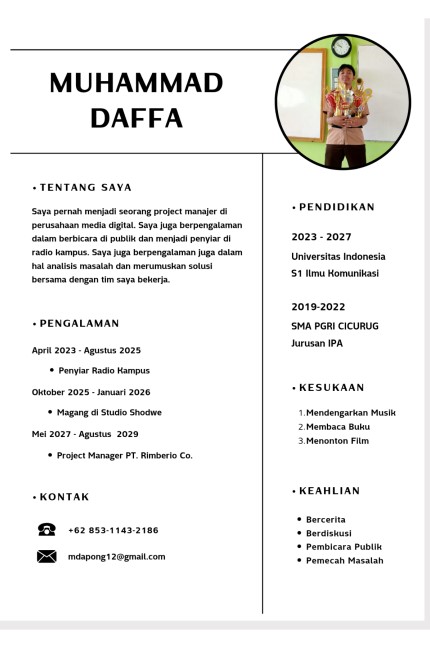 MUHAMMAD
DAFFA
• TENTANG SAYA
Saya pernah menjadi seorang project manajer di
perusahaan media digital. Saya juga berpengalaman
dalam berbicara di publik dan menjadi penyiar di
radio kampus. Saya juga berpengalaman juga dalam
hal analisis masalah dan merumuskan solusi
bersama dengan tim saya bekerja.
• PENGALAMAN
April 2023 - Agustus 2025
• Penyiar Radio Kampus
Oktober 2025 - Januari 2026
• Magang di Studio Shodwe
Mei 2027 - Agustus 2029
• Project Manager PT. Rimberio Co.
• KONTAK
+62 853-1143-2186
mdapong12@gmail.com
• PENDIDIKAN
2023 - 2027
Universitas Indonesia
S1 Ilmu Komunikasi
2019-2022
SMA PGRI CICURUG
Jurusan IPA
• KESUKAAN
1. Mendengarkan Musik
2. Membaca Buku
3. Menonton Film
• KEAHLIAN
• Bercerita
• Berdiskusi
• Pembicara Publik
• Pemecah Masalah